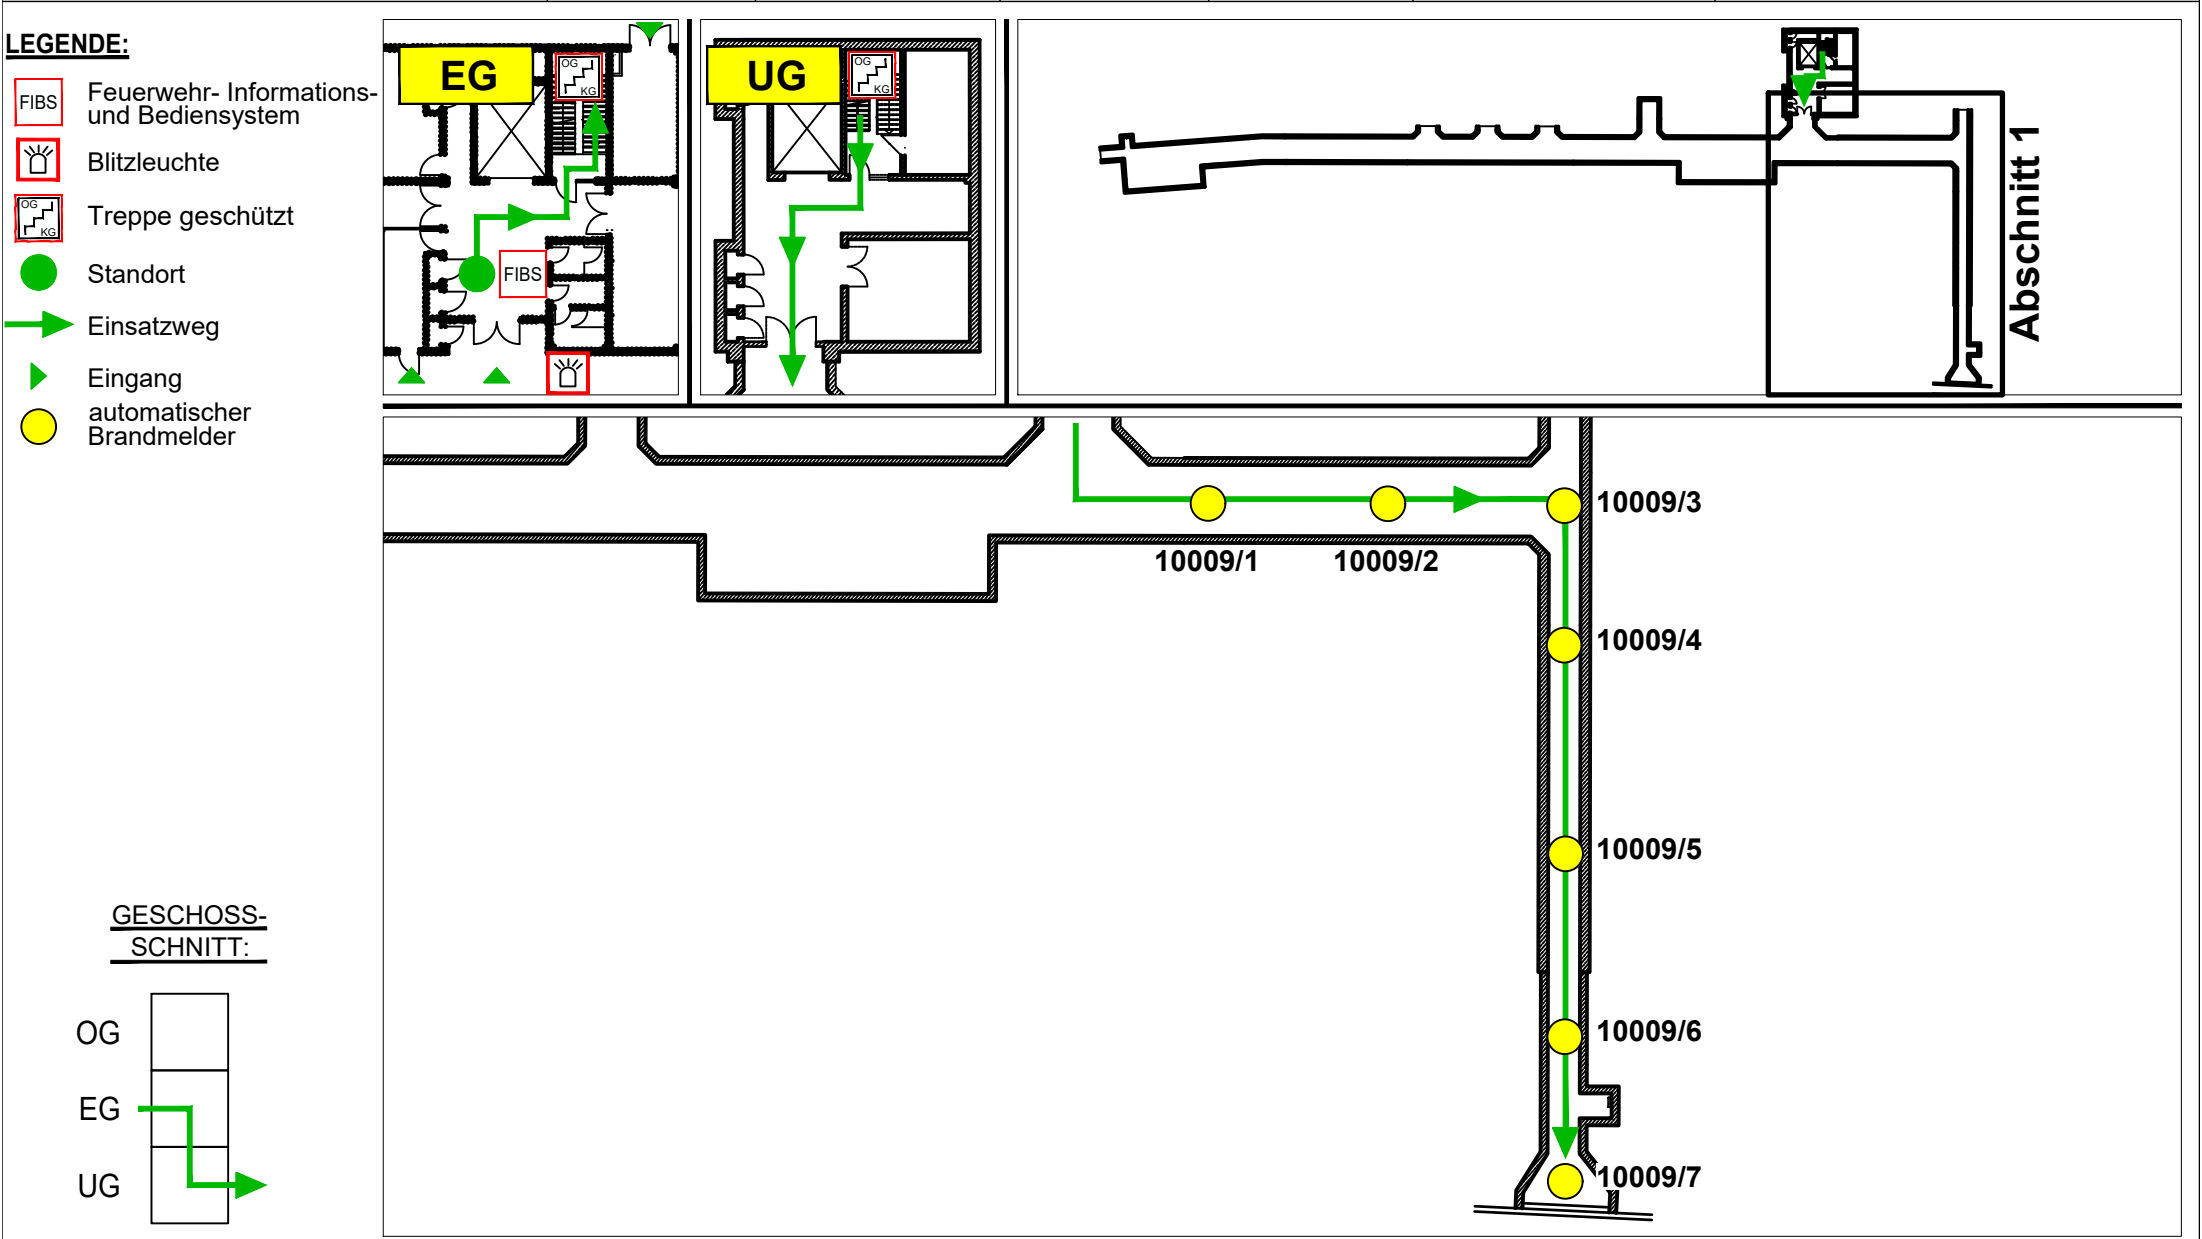 LEGENDE:
FIBS
Feuerwehr- Informations-
und Bediensystem
Blitzleuchte
OG
KG
Treppe geschützt
Standort
Einsatzweg
Eingang
automatischer
Brandmelder
GESCHOSS-
SCHNITT:
OG
EG
UG
EG
OG
KG
FIBS
UG
OG
KG
Abschnitt 1
10009/1
10009/2
10009/3
10009/4
10009/5
10009/6
10009/7